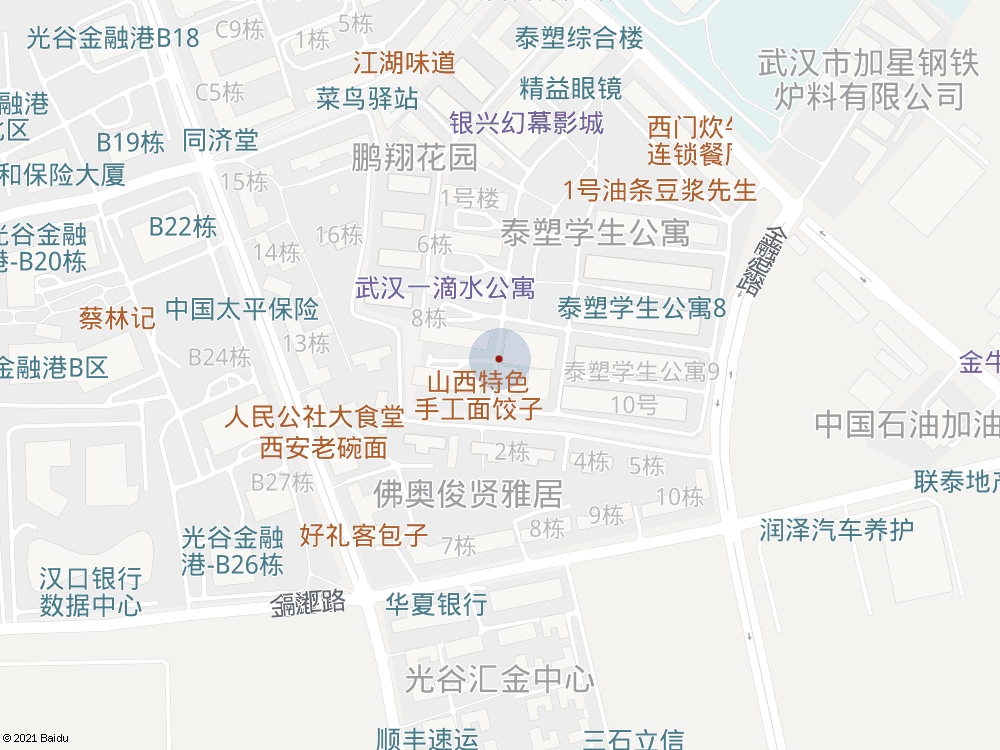 光谷金融港B18
C9栋
1栋
5栋
泰塑综合楼
江湖味道
武汉市加星钢铁
炉料有限公司
C5栋
菜鸟驿站
精益眼镜
融港
区
B19栋
同济堂
银兴幻幕影城
西门炊
连锁餐
鹏翔花园
和保险大厦
15栋
1号楼
1号油条豆浆先生
B22栋
16栋
6栋
泰塑学生公寓
光谷金融
港-B20栋
14栋
金融港路
武汉一滴水公寓
蔡林记
中国太平保险
8栋
泰塑学生公寓8
金融港B区
B24栋
13栋
泰塑学生公寓9
金牛
山西特色
手工面饺子
10号
人民公社大食堂
西安老碗面
中国石油加油
2栋
4栋
5栋
B27栋
佛奥俊贤雅居
10栋
联泰地产
光谷金融
港-B26栋
好礼客包子
7栋
8栋
9栋
润泽汽车养护
汉口银行
数据中心
华夏银行
光谷汇金中心
顺丰速运
三石立信
© 2021 Baidu